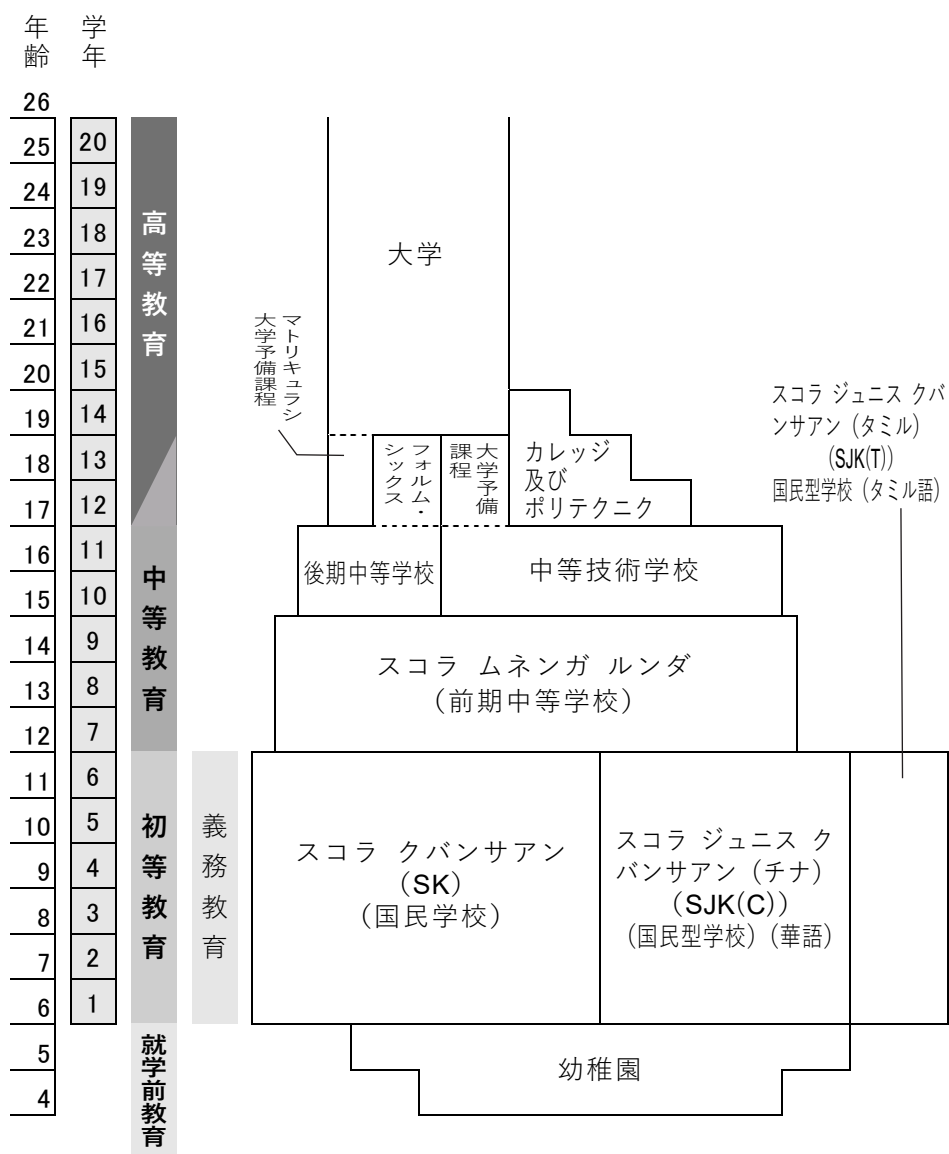 年齢
学年
26
25
24
23
22
21
20
19
18
17
16
15
14
13
12
11
10
9
8
7
6
5
4
20
19
18
17
16
15
14
13
12
11
10
9
8
7
6
5
4
3
2
1
高等教育
中等教育
初等教育
就学前教育
義務教育
大学
マトリキュラシ
大学予備課程
フォルム・
シックス
大学予備
課程
カレッジ
及び
ポリテクニク
スコラ ジュニス クバ
ンサアン（タミル）
(SJK(T))
国民型学校（タミル語）
後期中等学校
中等技術学校
スコラ ムネンガ ルンダ
（前期中等学校）
スコラ クバンサアン
（SK）
（国民学校）
スコラ ジュニス ク
バンサアン（チナ）
（SJK(C)）
（国民型学校）（華語）
幼稚園